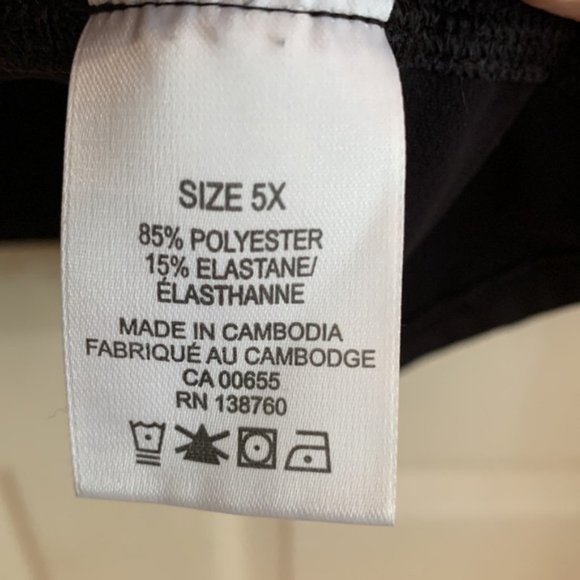 SIZE 5X
85% POLYESTER
15% ELASTANE/
ÉLASTHANNE
MADE IN CAMBODIA
FABRIQUÉ AU CAMBODGE
CA 00655
RN 138760